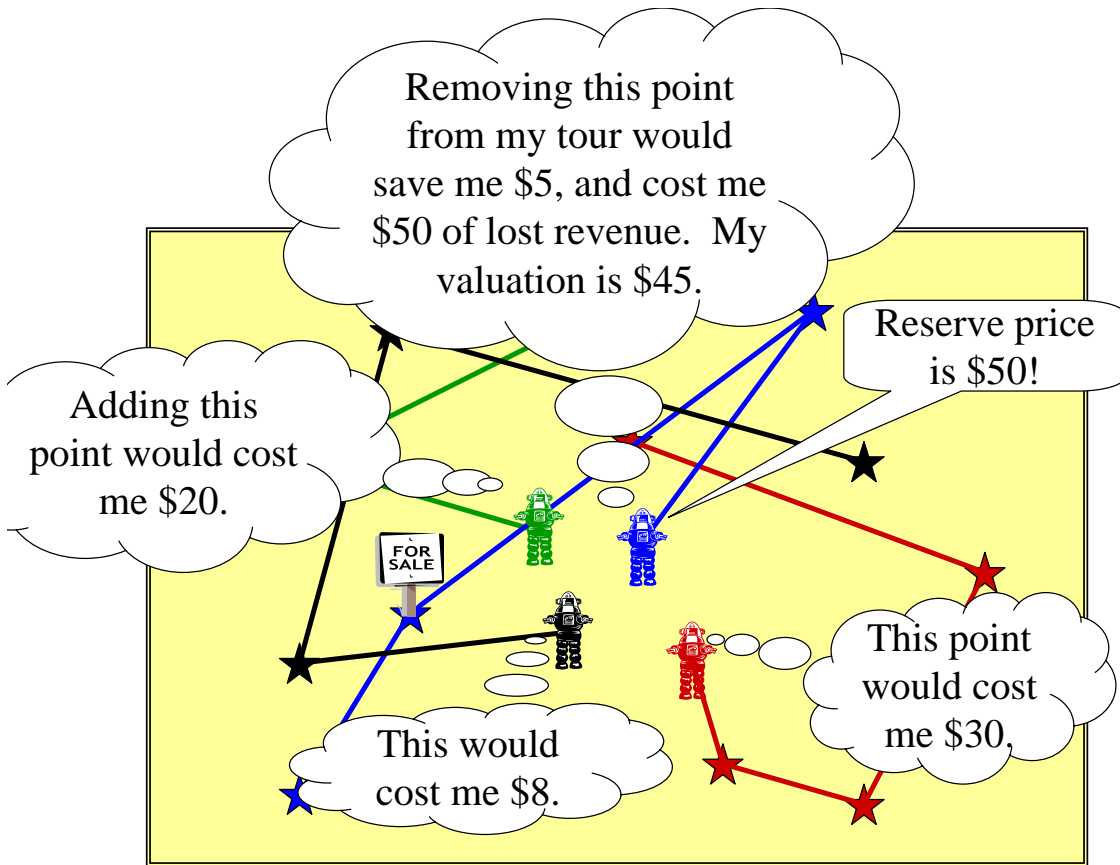 Removing this point
from my tour would
save me $5, and cost me
$50 of lost revenue.  My
valuation is $45.
Reserve price
is $50!
Adding this
point would cost
me $20.
FOR
SALE
This point
would cost
me $30.
This would
cost me $8.